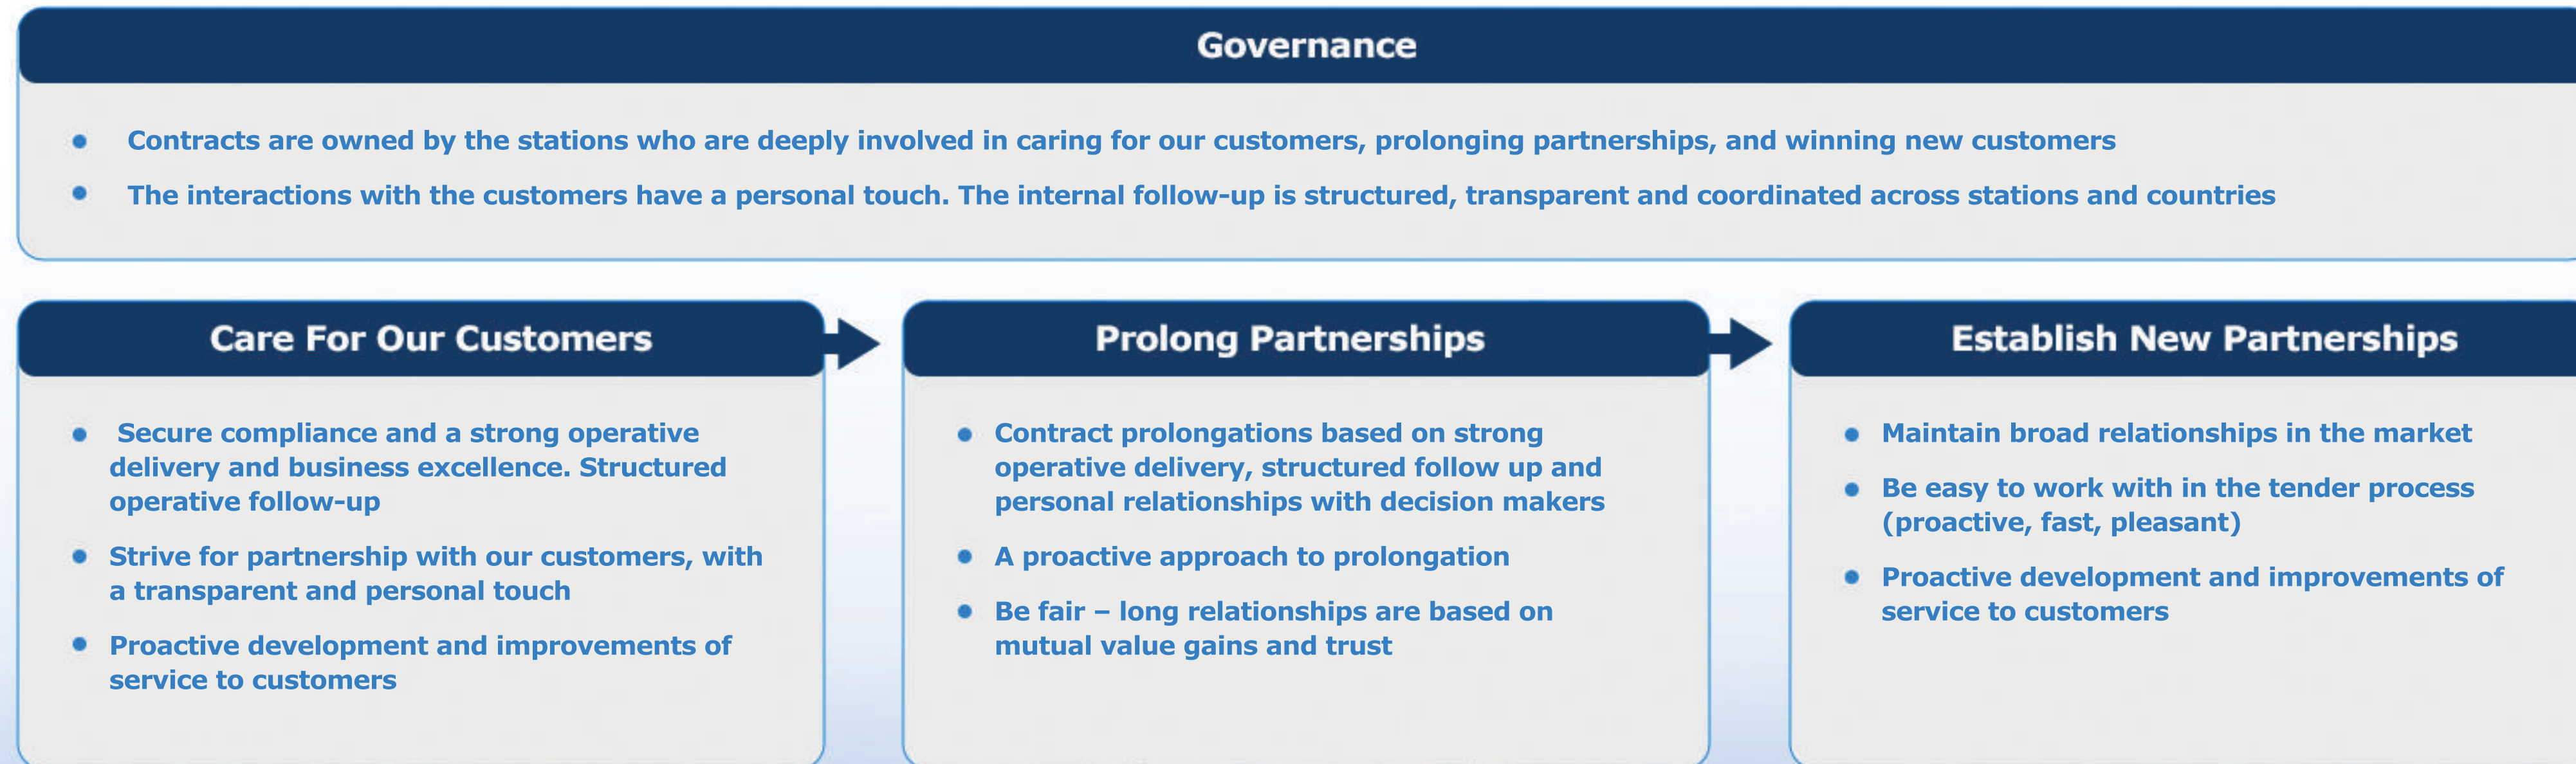 Governance
Contracts are owned by the stations who are deeply involved in caring for our customers, prolonging partnerships, and winning new customers
The interactions with the customers have a personal touch. The internal follow-up is structured, transparent and coordinated across stations and countries
Care For Our Customers
Secure compliance and a strong operative
delivery and business excellence. Structured
operative follow-up
Strive for partnership with our customers, with
a transparent and personal touch
Proactive development and improvements of
service to customers
Prolong Partnerships
Contract prolongations based on strong
operative delivery, structured follow up and
personal relationships with decision makers
A proactive approach to prolongation
Be fair – long relationships are based on
mutual value gains and trust
Establish New Partnerships
Maintain broad relationships in the market
Be easy to work with in the tender process
(proactive, fast, pleasant)
Proactive development and improvements of
service to customers